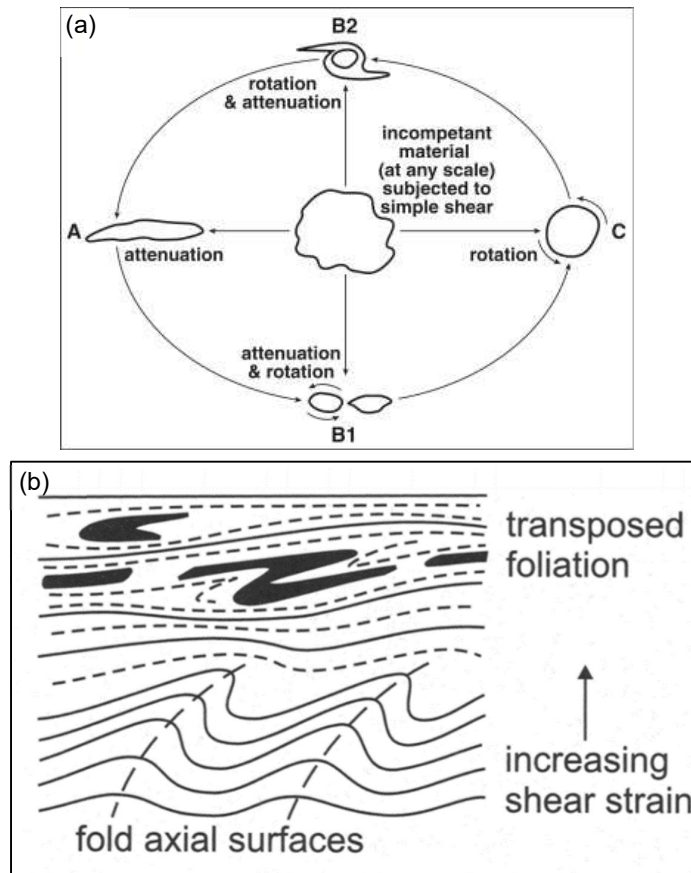 (a)
B2
rotation
& attenuation
incompetant
material
(at any scale)
subjected to
simple shear
A
attenuation
rotation
C
attenuation
& rotation
B1
(b)
transposed
foliation
increasing
shear strain
fold axial surfaces